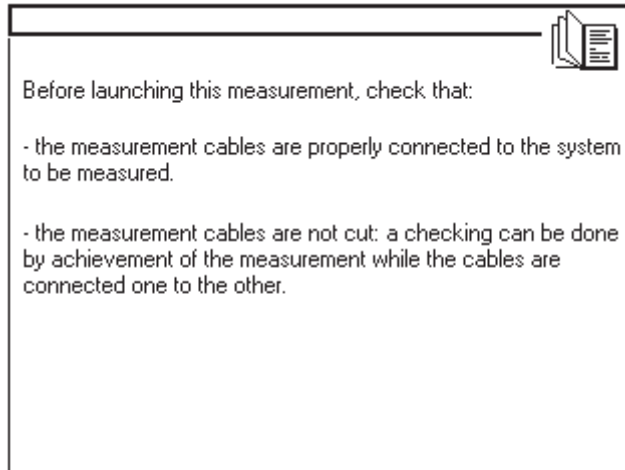 Before launching this measurement, check that:
- the measurement cables are properly connected to the system
to be measured.
- the measurement cables are not cut: a checking can be done
by achievement of the measurement while the cables are
connected one to the other.